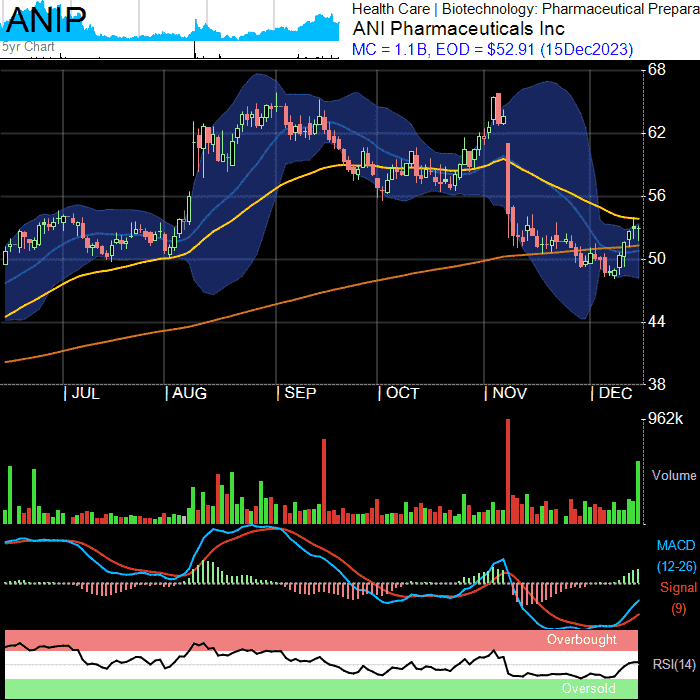 ANIP
5yr Chart
Health Care | Biotechnology: Pharmaceutical Prepara
ANI Pharmaceuticals Inc
MC = 1.1B, EOD = $52.91 (15Dec2023)
68
62
56
50
44
38
| JUL | AUG | SEP | OCT | NOV | DEC
962k
Volume
MACD
(12-26)
Signal
(9)
Overbought
RSI(14)
Oversold